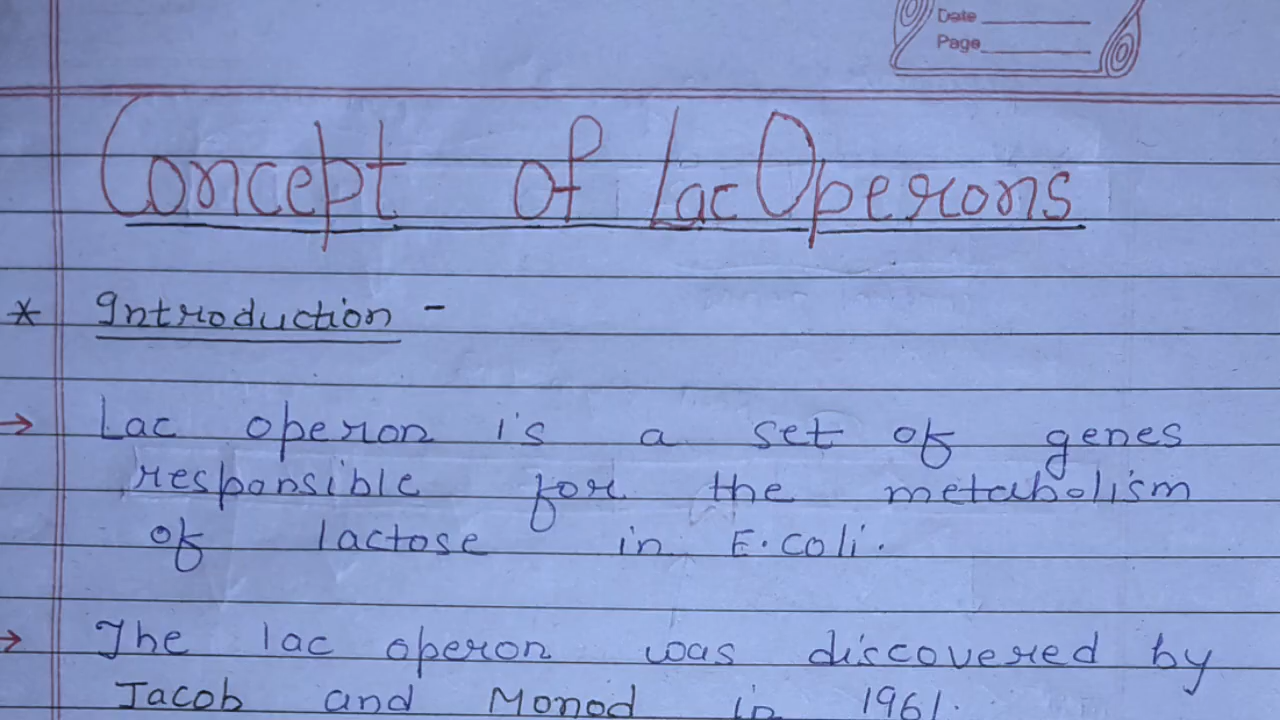 Date
Page
Concept of Lac Operons
* Introduction -
→ Lac operon is a set of genes
responsible for the metabolism
of lactose in E.coli.
→ The lac operon was discovered by
Jacob and Monod in 1961.